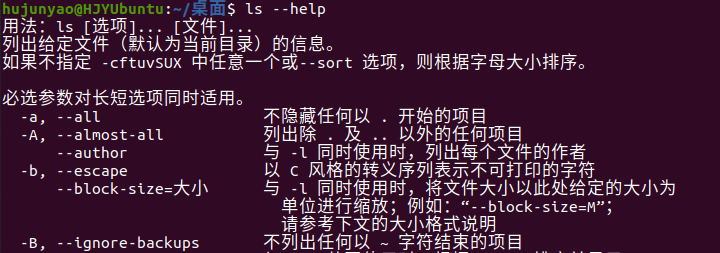 hujunyao@HJYUbuntu:~/桌面$ ls --help
用法：ls [选项]... [文件]...
列出给定文件（默认为当前目录）的信息。
如果不指定 -cftuvSUX 中任意一个或--sort 选项，则根据字母大小排序。
必选参数对长短选项同时适用。
-a, --all 不隐藏任何以 . 开始的项目
-A, --almost-all 列出除 . 及 .. 以外的任何项目
--author 与 -l 同时使用时，列出每个文件的作者
-b, --escape 以 C 风格的转义序列表示不可打印的字符
--block-size=大小 与 -l 同时使用时，将文件大小以此处给定的大小为
单位进行缩放；例如：“--block-size=M”；
请参考下文的大小格式说明
-B, --ignore-backups 不列出任何以 ~ 字符结束的项目